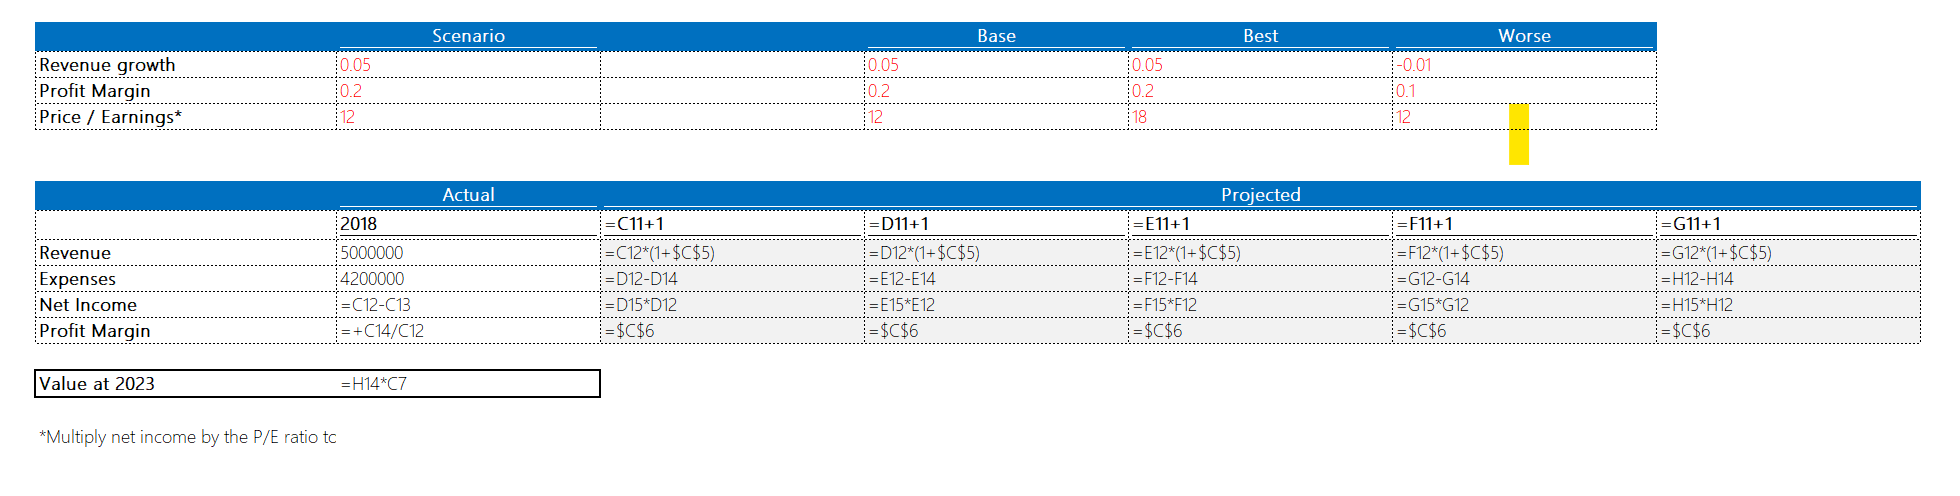 Scenario Base Best Worse
Revenue growth 0.05 0.05 0.05 -0.01
Profit Margin 0.2 0.2 0.2 0.1
Price / Earnings* 12 12 18 12
Actual Projected
2018 =C11+1 =D11+1 =E11+1 =F11+1 =G11+1
Revenue 5000000 =C12*(1+$C$5) =D12*(1+$C$5) =E12*(1+$C$5) =F12*(1+$C$5) =G12*(1+$C$5)
Expenses 4200000 =D12-D14 =E12-E14 =F12-F14 =G12-G14 =H12-H14
Net Income =C12-C13 =D15*D12 =E15*E12 =F15*F12 =G15*G12 =H15*H12
Profit Margin =+C14/C12 =$C$6 =$C$6 =$C$6 =$C$6 =$C$6
Value at 2023 =H14*C7
*Multiply net income by the P/E ratio tc